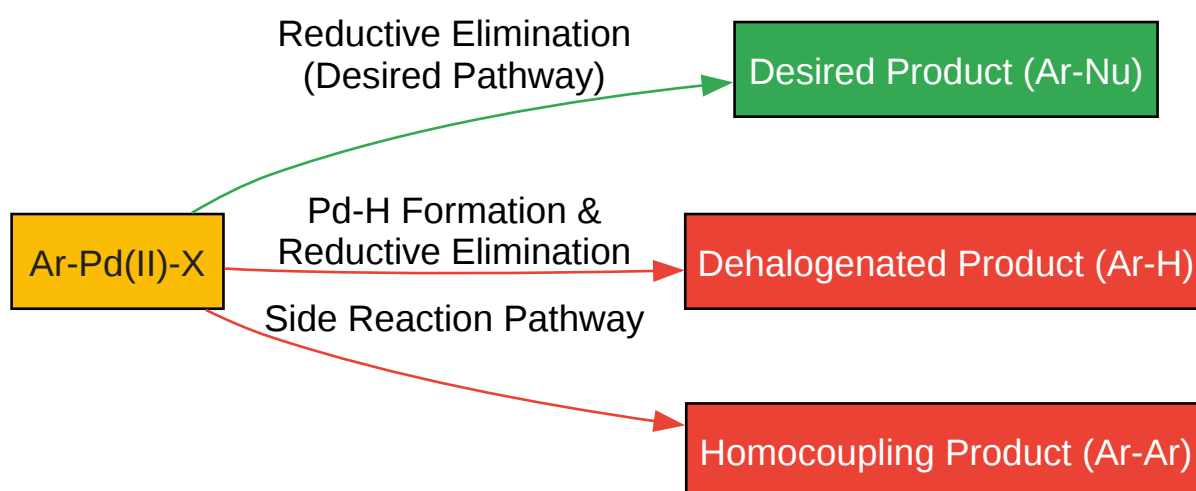 Reductive Elimination
(Desired Pathway)
Desired Product (Ar-Nu)
Pd-H Formation &
Reductive Elimination
Ar-Pd(II)-X
Dehalogenated Product (Ar-H)
Side Reaction Pathway
Homocoupling Product (Ar-Ar)